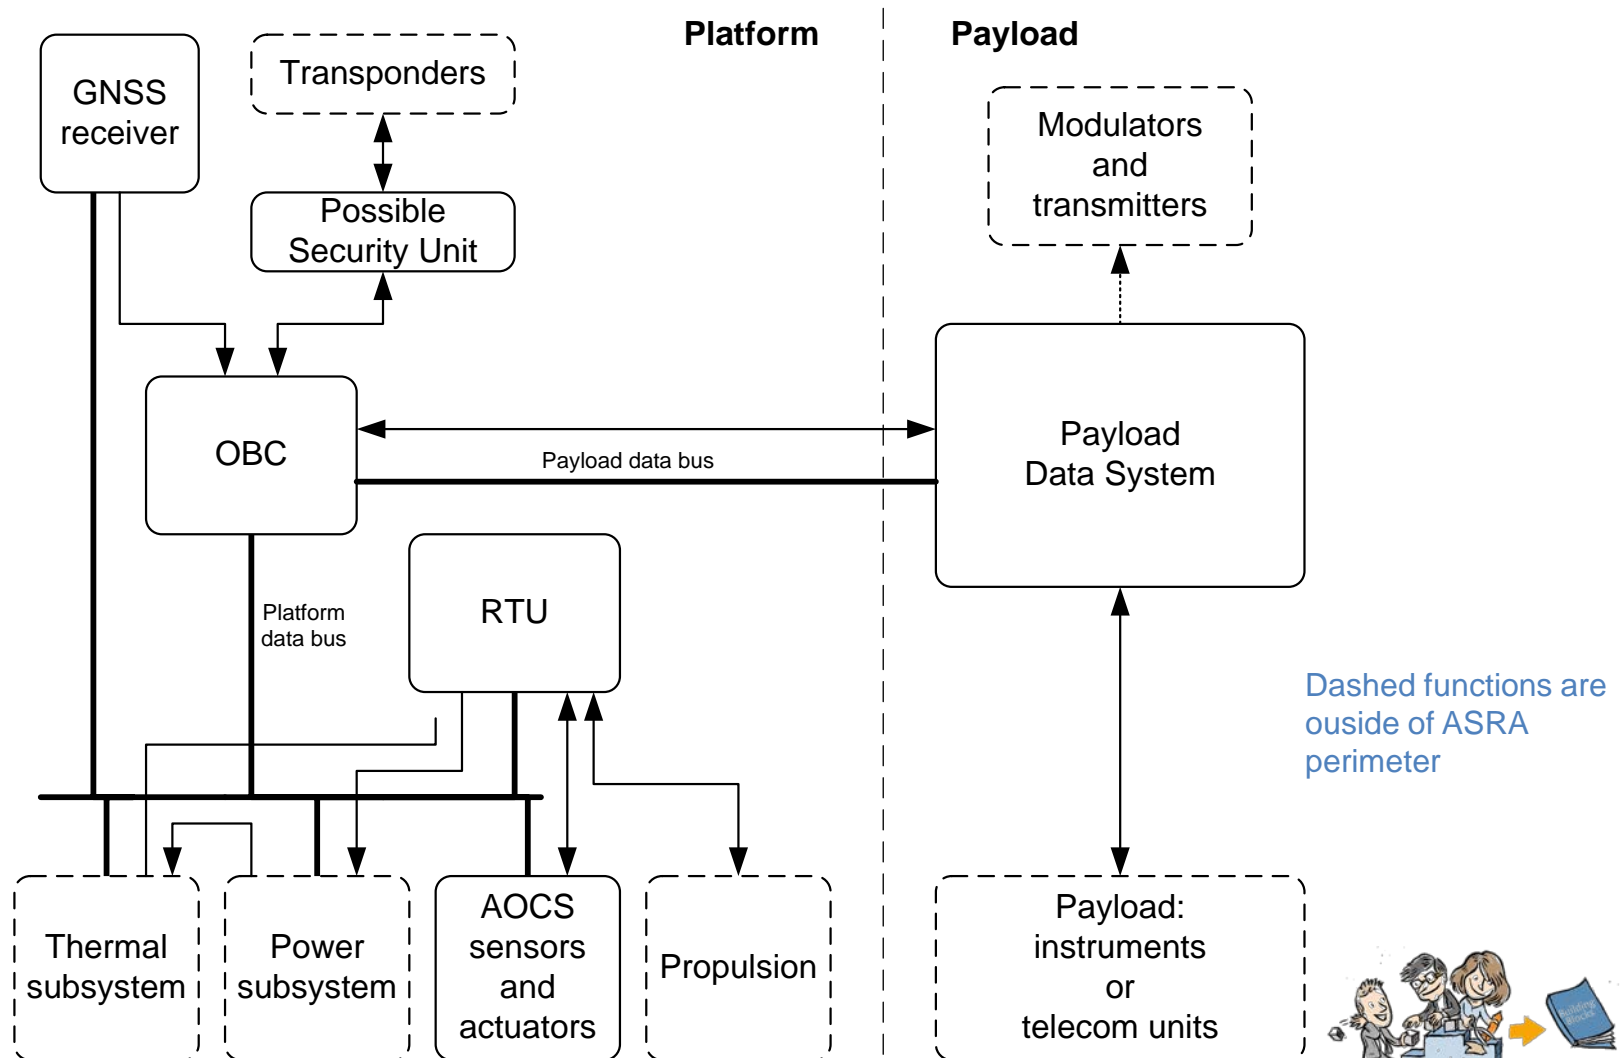 Platform
Payload
GNSS
receiver
Transponders
Modulators
and
transmitters
Possible
Security Unit
OBC
Payload data bus
Payload
Data System
RTU
Platform
data bus
Dashed functions are
ouside of ASRA
perimeter
Thermal
subsystem
Power
subsystem
AOCS
sensors
and
actuators
Propulsion
Payload:
instruments
or
telecom units
Building
Blocks